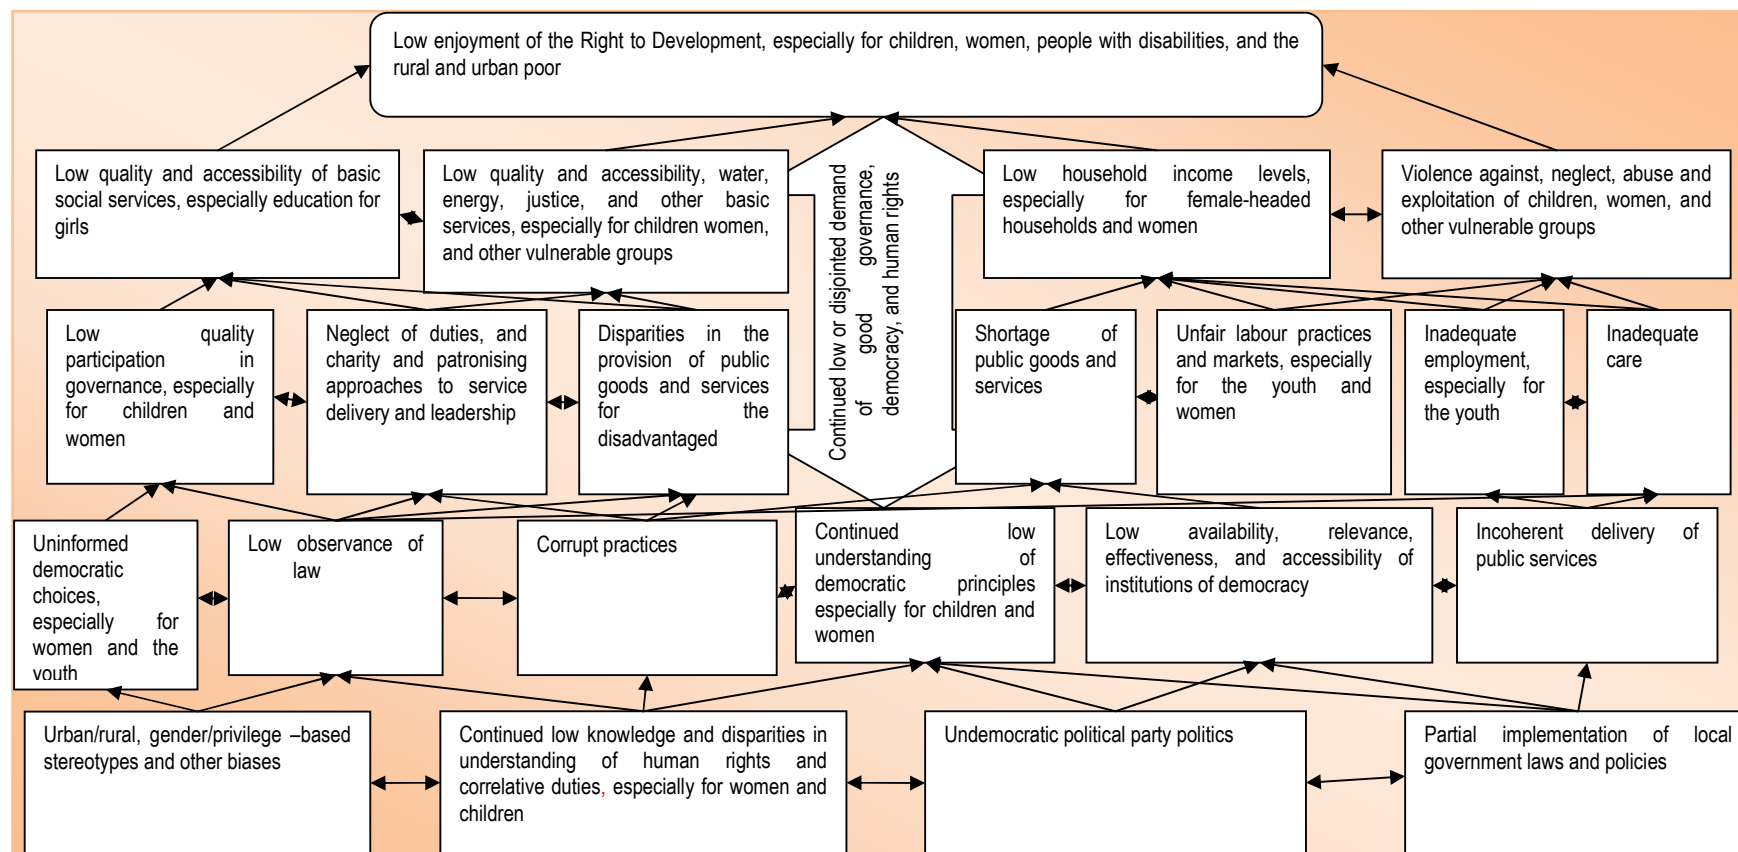 Low enjoyment of the Right to Development, especially for children, women, people with disabilities, and the
rural and urban poor
Low quality and accessibility of basic
social services, especially education for
girls
Low quality and accessibility, water,
energy, justice, and other basic
services, especially for children women,
and other vulnerable groups
Continued low or disjointed demand
of good governance,
democracy, and human rights
Low household income levels,
especially for female-headed
households and women
Violence against, neglect, abuse and
exploitation of children, women, and
other vulnerable groups
Low quality
participation in
governance, especially
for children and
women
Neglect of duties, and
charity and patronising
approaches to service
delivery and leadership
Disparities in the
provision of public
goods and services
for the
disadvantaged
Shortage of
public goods and
services
Unfair labour practices
and markets, especially
for the youth and
women
Inadequate
employment,
especially for
the youth
Inadequate
care
Uninformed
democratic
choices,
especially for
women and the
youth
Low observance of
law
Corrupt practices
Continued low
understanding of
democratic principles
especially for children and
women
Low availability, relevance,
effectiveness, and accessibility of
institutions of democracy
Incoherent delivery of
public services
Urban/rural, gender/privilege –based
stereotypes and other biases
Continued low knowledge and disparities in
understanding of human rights and
correlative duties, especially for women and
children
Undemocratic political party politics
Partial implementation of local
government laws and policies